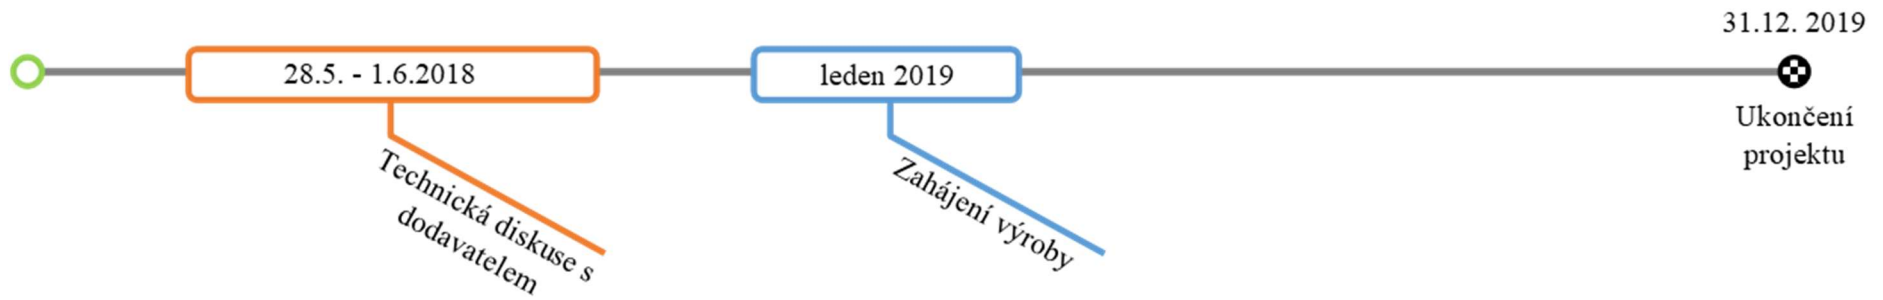 28.5. - 1.6.2018
Technická diskuse s
dodavatelem
leden 2019
Zahájení výroby
31.12. 2019
Ukončení
projektu